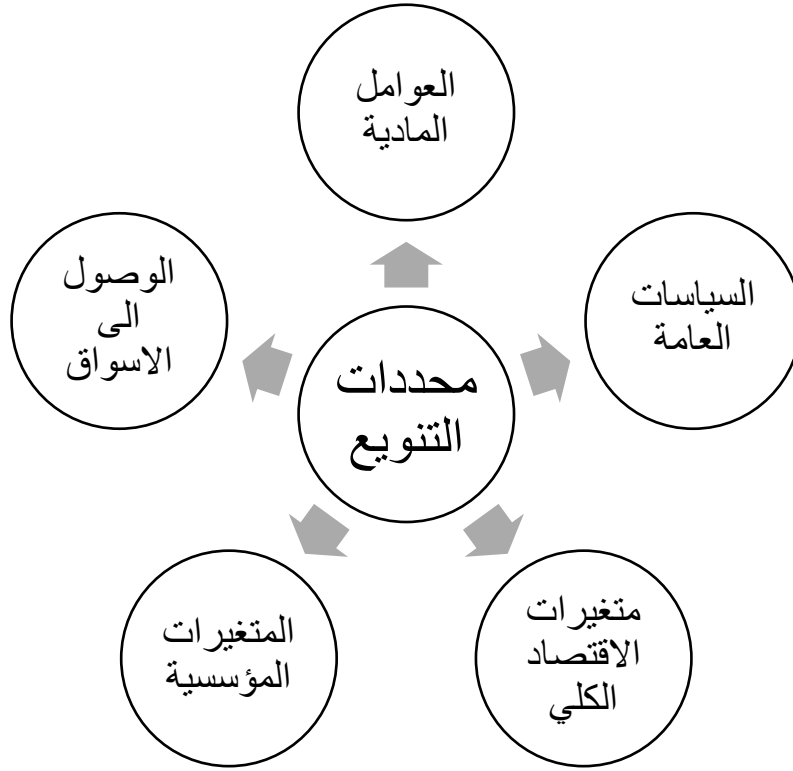 العوامل
المادية
السياسات
العامة
الوصول
الى
الاسواق
محددات
التنويع
متغيرات
الاقتصاد
الكلي
المتغيرات
المؤسسية